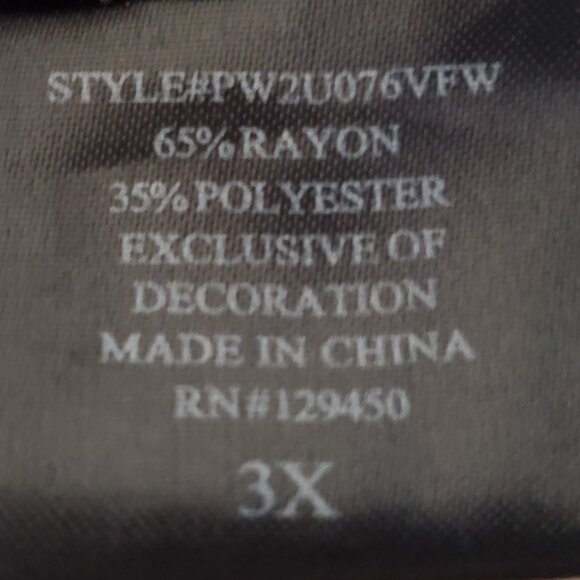 STYLE#PW2U076VFW
65% RAYON
35% POLYESTER
EXCLUSIVE OF
DECORATION
MADE IN CHINA
RN#129450
3X